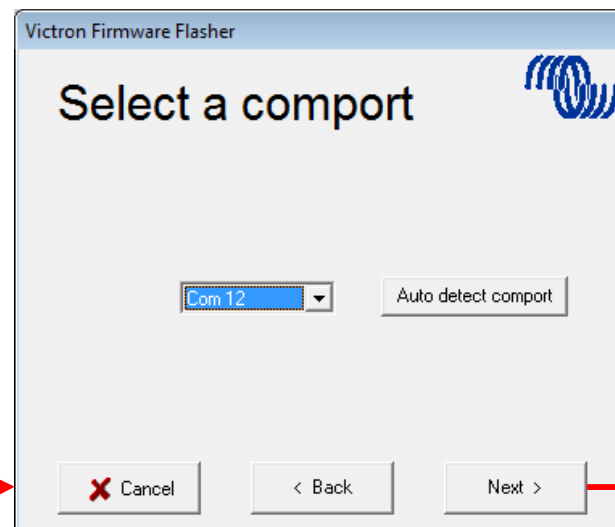 Victron Firmware Flasher
Select a comport
Com 12
Auto detect comport
Cancel
< Back
Next >